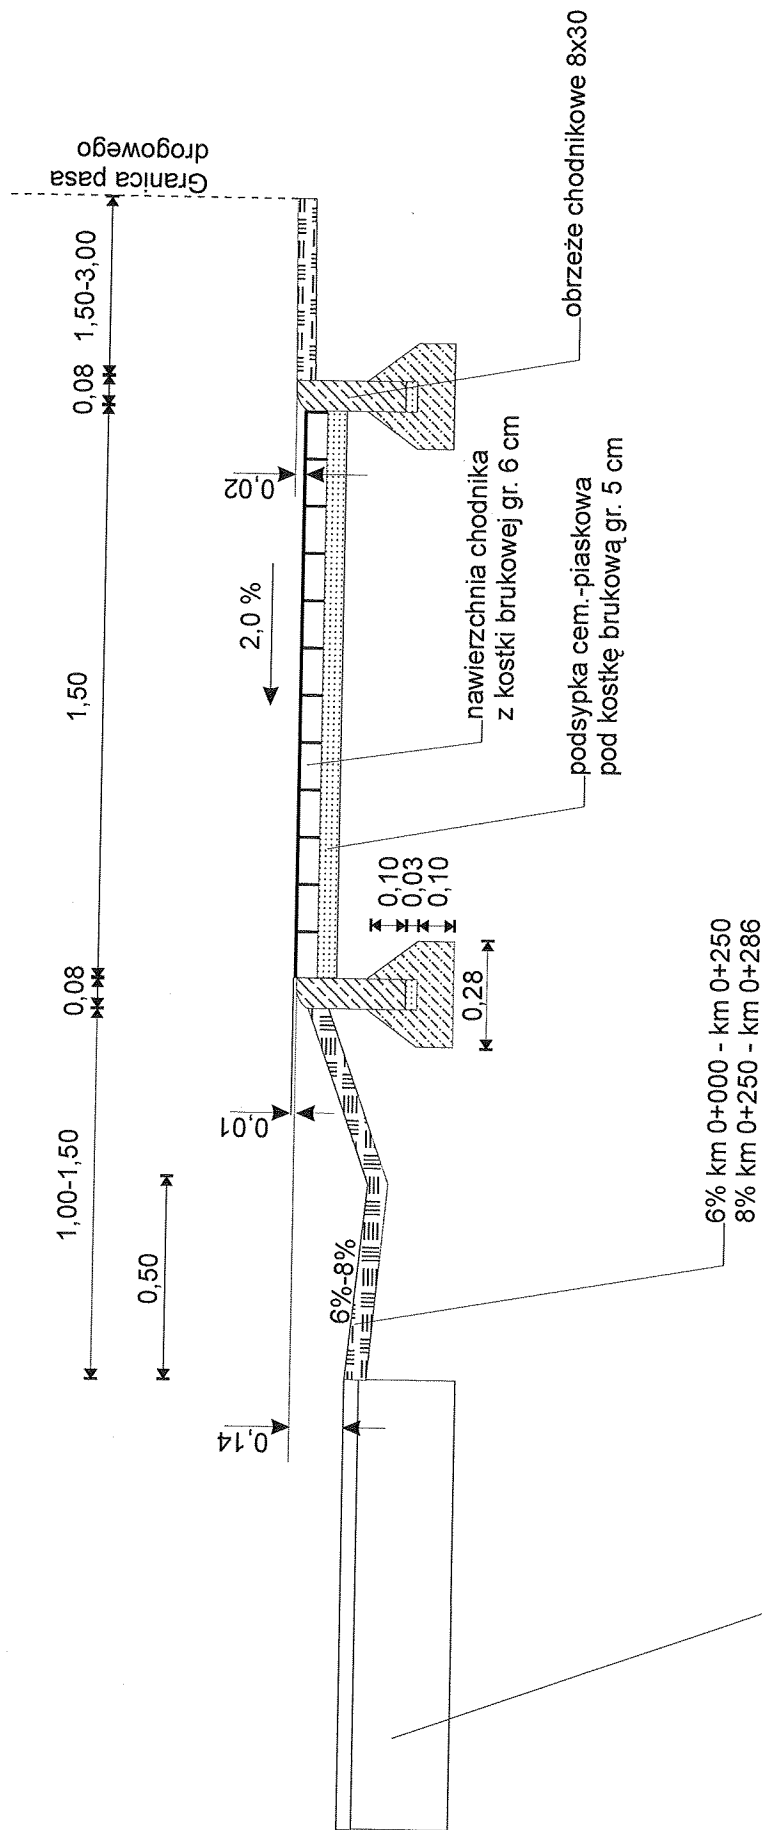 Granica pasa
drogowego
1,00-1,50
0,08
1,50
0,08
1,50-3,00
0,50
0,14
0,01
2,0 %
0,02
6%-8%
0,10
0,03
0,10
0,28
obrzeże chodnikowe 8x30
nawierzchnia chodnika
z kostki brukowej gr. 6 cm
podsypka cem.-piaskowa
pod kostkę brukową gr. 5 cm
6% km 0+000 - km 0+250
8% km 0+250 - km 0+286